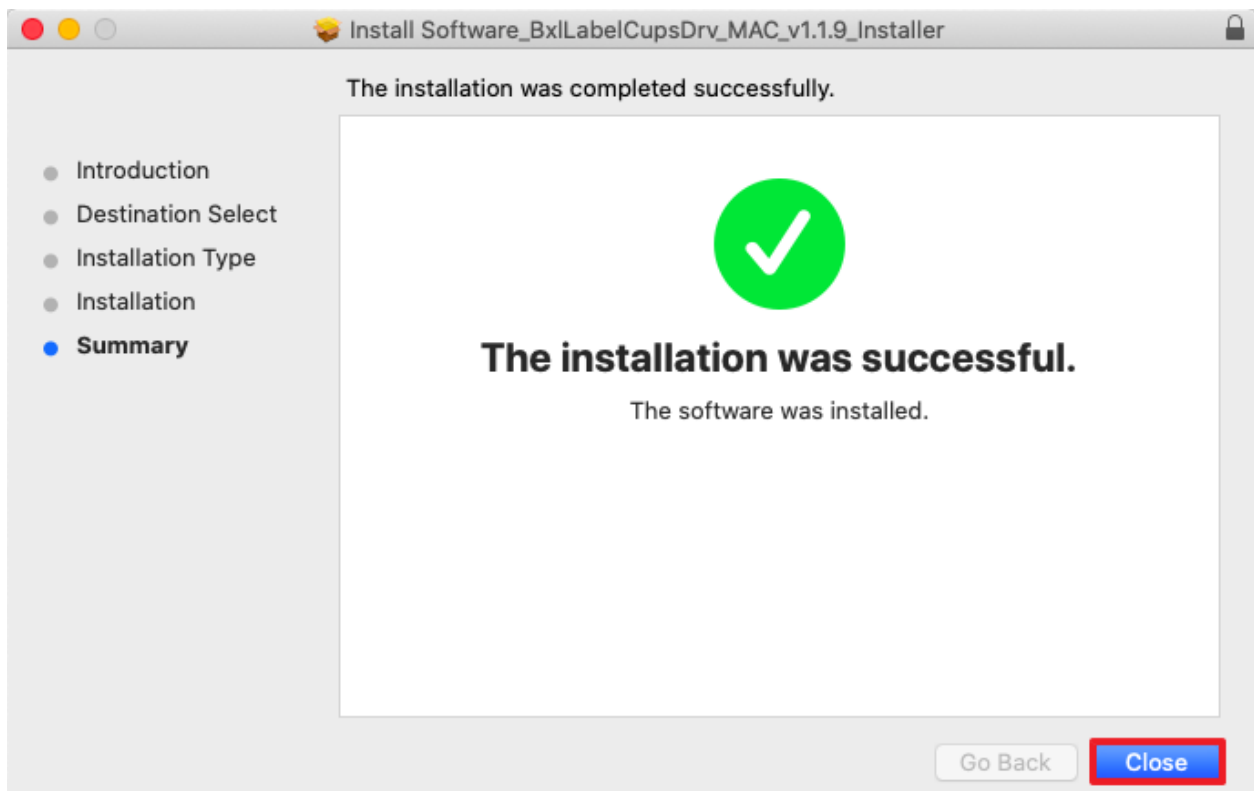 Install Software_BxlLabelCupsDrv_MAC_v1.1.9_Installer
The installation was completed successfully.
Introduction
Destination Select
Installation Type
Installation
Summary
The installation was successful.
The software was installed.
Go Back
Close